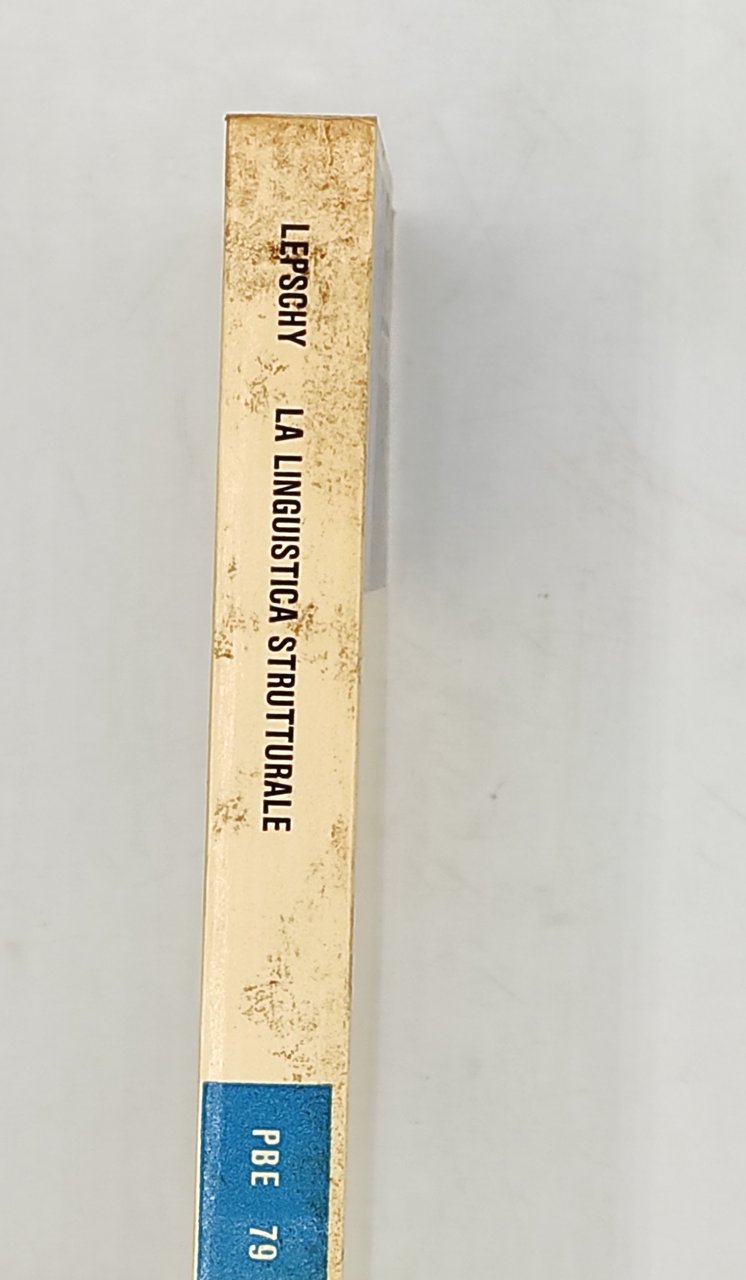 LEPSCHY LA LINGUISTICA STRUTTURALE
PBE 79